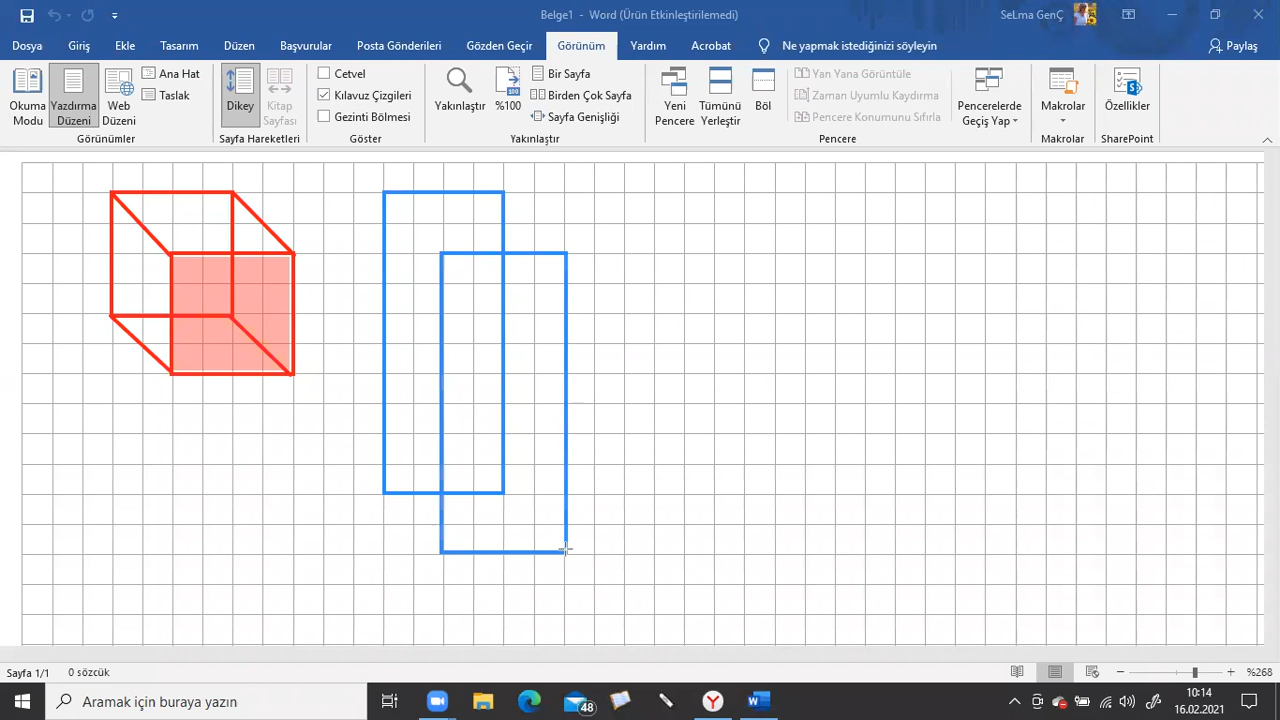 Belge1 - Word (Ürün Etkinleştirilemedi)
SeLma GenÇ
Dosya Giriş Ekle Tasarım Düzen Başvurular Posta Gönderileri Gözden Geçir Görünüm Yardım Acrobat Ne yapmak istediğinizi söyleyin Paylaş
Okuma Modu
Yazdırma Düzeni
Web Düzeni
Ana Hat
Taslak
Görünümler
Dikey
Kitap Sayfası
Sayfa Hareketleri
Cetvel
Kılavuz Çizgileri
Gezinti Bölmesi
Göster
Yakınlaştır
%100
Bir Sayfa
Birden Çok Sayfa
Sayfa Genişliği
Yakınlaştır
Yeni Pencere
Tümünü Yerleştir
Böl
Yan Yana Görüntüle
Zaman Uyumlu Kaydırma
Pencere Konumunu Sıfırla
Pencere
Pencerelerde Geçiş Yap
Makrolar
Makrolar
Özellikler
SharePoint
Sayfa 1/1 0 sözcük
%268
Aramak için buraya yazın
48
10:14
16.02.2021